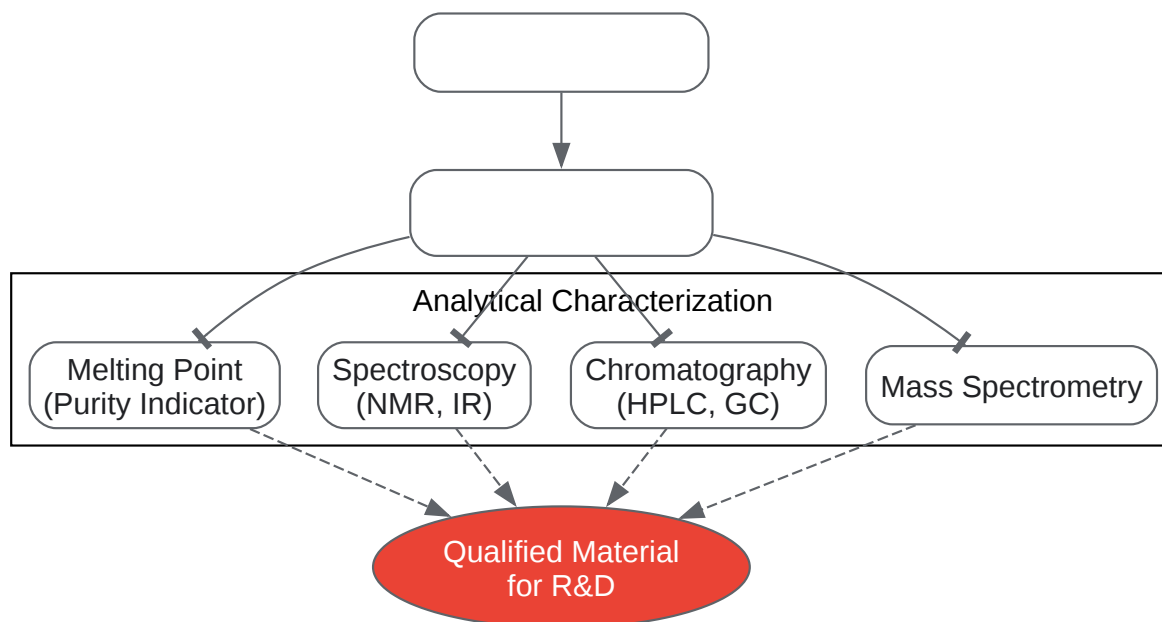 Analytical Characterization
Melting Point
(Purity Indicator)
Spectroscopy
(NMR, IR)
Chromatography
(HPLC, GC)
Mass Spectrometry
Qualified Material
for R&D